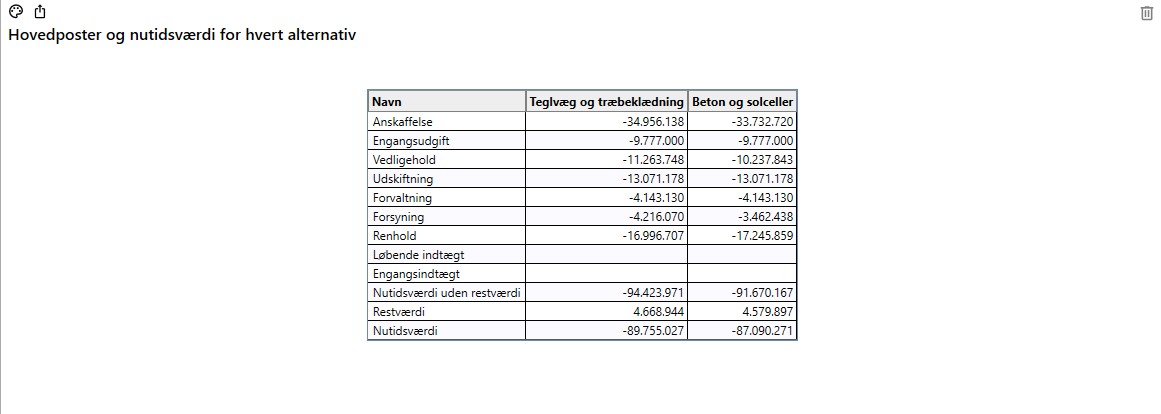 Hovedposter og nutidsværdi for hvert alternativ
Navn Teglvæg og træbeklædning Beton og solceller
Anskaffelse -34.956.138 -33.732.720
Engangsudgift -9.777.000 -9.777.000
Vedligehold -11.263.748 -10.237.843
Udskiftning -13.071.178 -13.071.178
Forvaltning -4.143.130 -4.143.130
Forsyning -4.216.070 -3.462.438
Renhold -16.996.707 -17.245.859
Løbende indtægt
Engangsindtægt
Nutidsværdi uden restværdi -94.423.971 -91.670.167
Restværdi 4.668.944 4.579.897
Nutidsværdi -89.755.027 -87.090.271